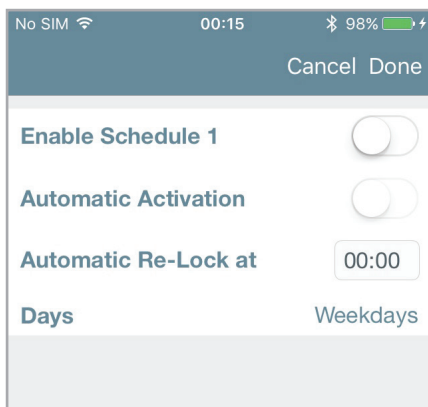 No SIM 00:15 98%
Cancel Done
Enable Schedule 1
Automatic Activation
Automatic Re-Lock at 00:00
Days Weekdays